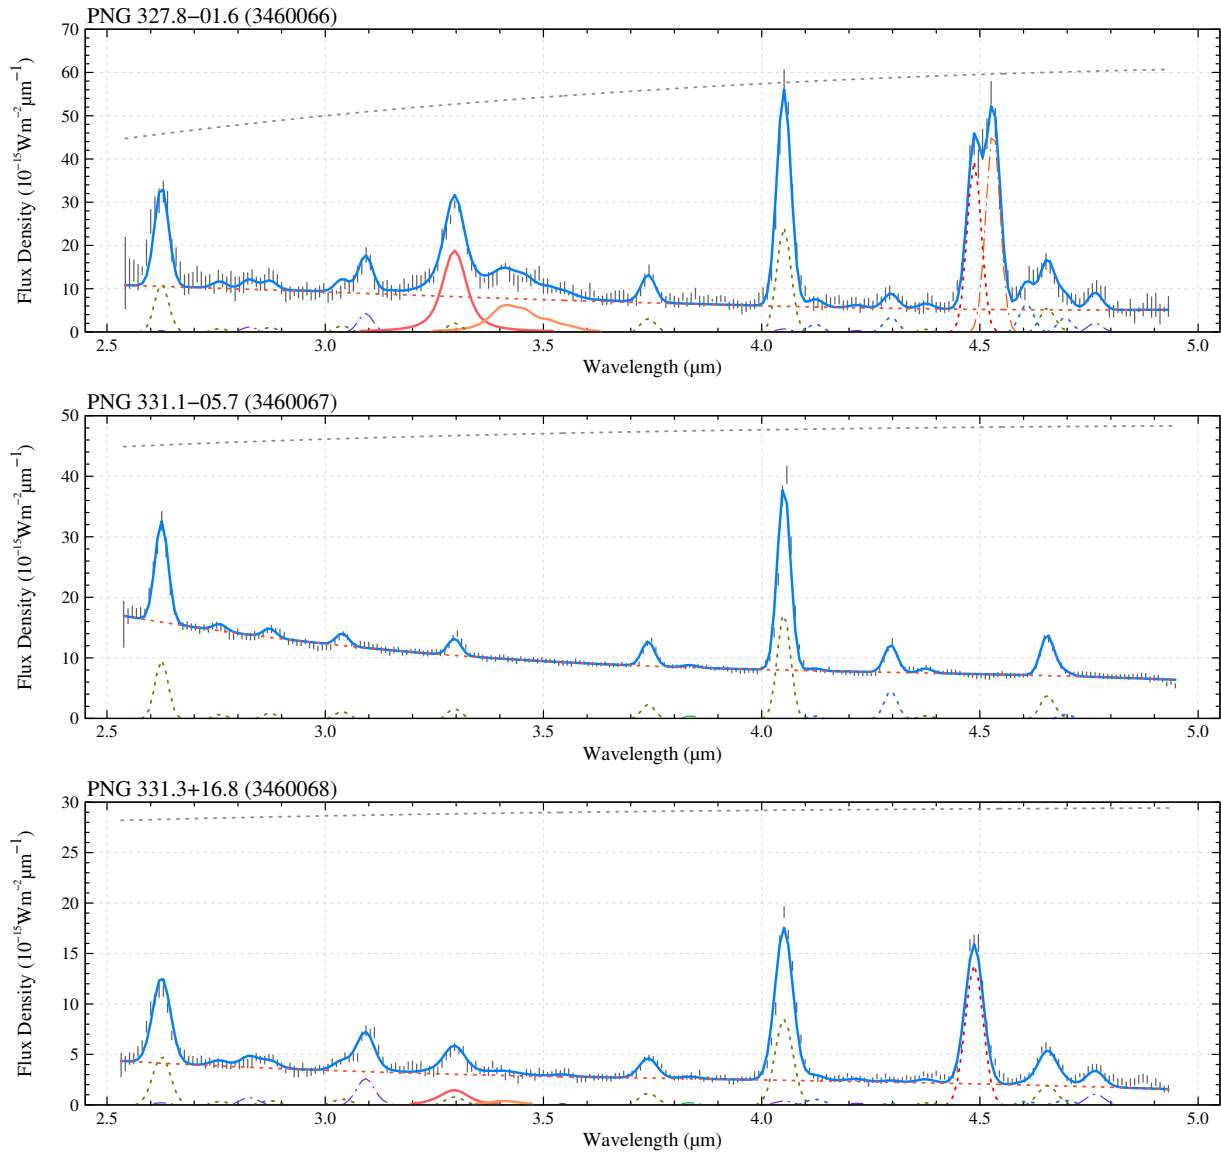 PNG 327.8−01.6 (3460066)
70
60
50
40
30
20
10
0
Flux Density (10⁻¹⁵Wm⁻²μm⁻¹)
2.5 3.0 3.5 4.0 4.5 5.0
Wavelength (μm)
PNG 331.1−05.7 (3460067)
50
40
30
20
10
0
Flux Density (10⁻¹⁵Wm⁻²μm⁻¹)
2.5 3.0 3.5 4.0 4.5 5.0
Wavelength (μm)
PNG 331.3+16.8 (3460068)
30
25
20
15
10
5
0
Flux Density (10⁻¹⁵Wm⁻²μm⁻¹)
2.5 3.0 3.5 4.0 4.5 5.0
Wavelength (μm)